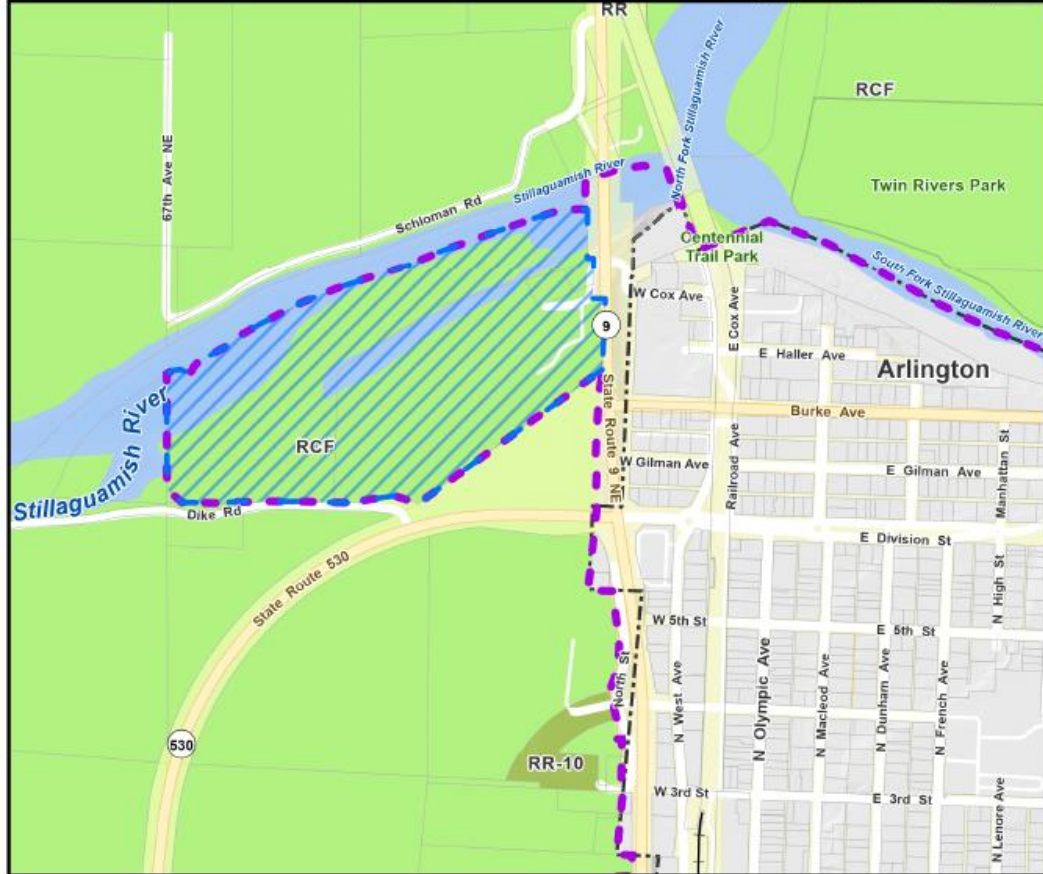 RR
North Fork Stillaguamish River
RCF
67th Ave NE
Stillaguamish River
Twin Rivers Park
Schloman Rd
Centennial
Trail Park
South Fork Stillaguamish River
W Cox Ave
E Cox Ave
9
E Haller Ave
Arlington
State Route 9 NE
Burke Ave
Stillaguamish River
RCF
W Gilman Ave
Railroad Ave
E Gilman Ave
Manhattan St
Dike Rd
E Division St
State Route 530
N High St
W 5th St
E 5th St
North St
N West Ave
N Olympic Ave
N Macleod Ave
N Dunham Ave
N French Ave
530
RR-10
W 3rd St
E 3rd St
N Lenore Ave